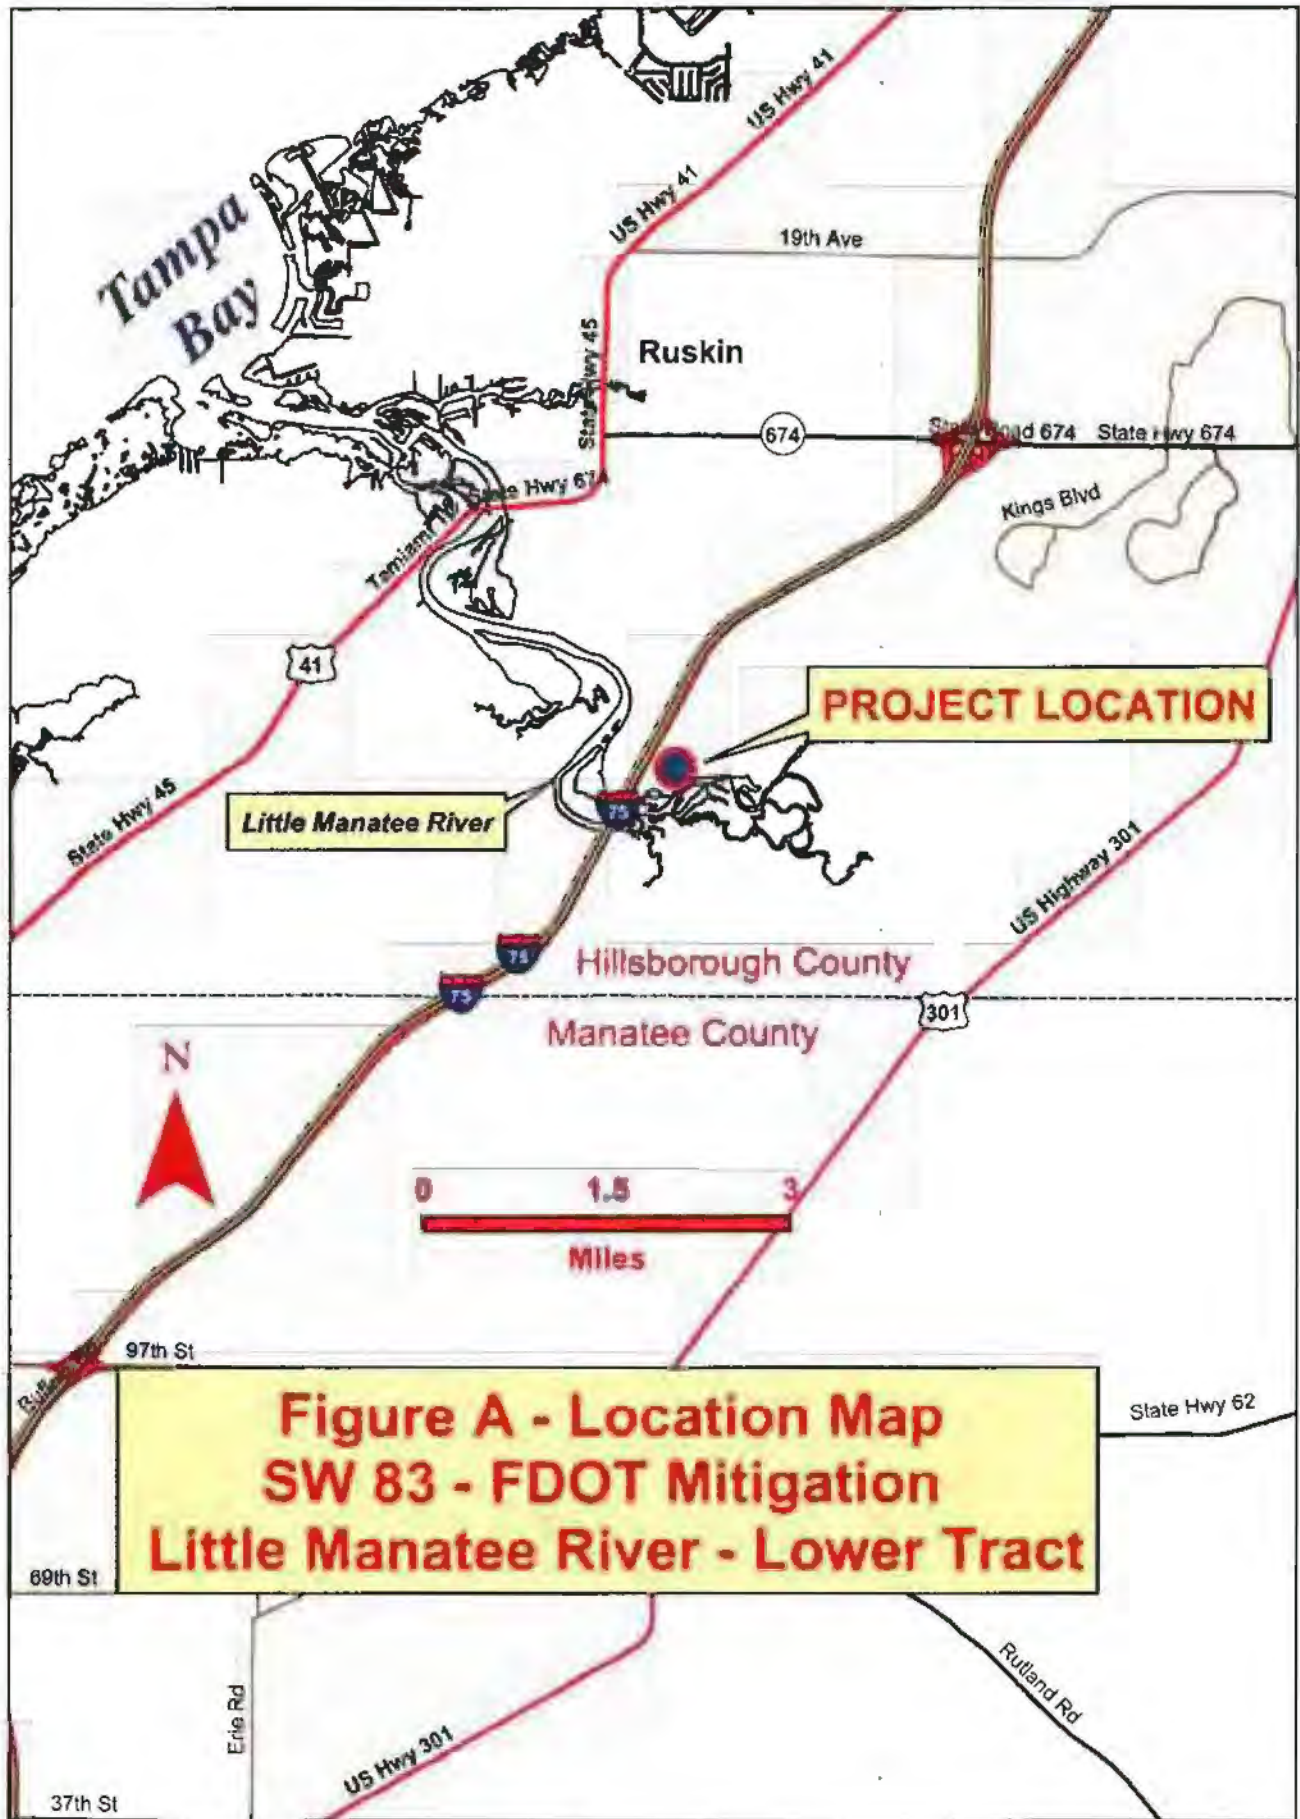 US Hwy 41
US Hwy 41
19th Ave
Tampa
Bay
State Hwy 45
Ruskin
674
State Road 674
State Hwy 674
State Hwy 674
Kings Blvd
Tamiami
41
PROJECT LOCATION
Little Manatee River
75
State Hwy 45
US Highway 301
75
Hillsborough County
75
301
Manatee County
N
0 1.5 3
Miles
97th St
Figure A - Location Map
SW 83 - FDOT Mitigation
Little Manatee River - Lower Tract
State Hwy 62
69th St
Rutland Rd
Erie Rd
US Hwy 301
37th St